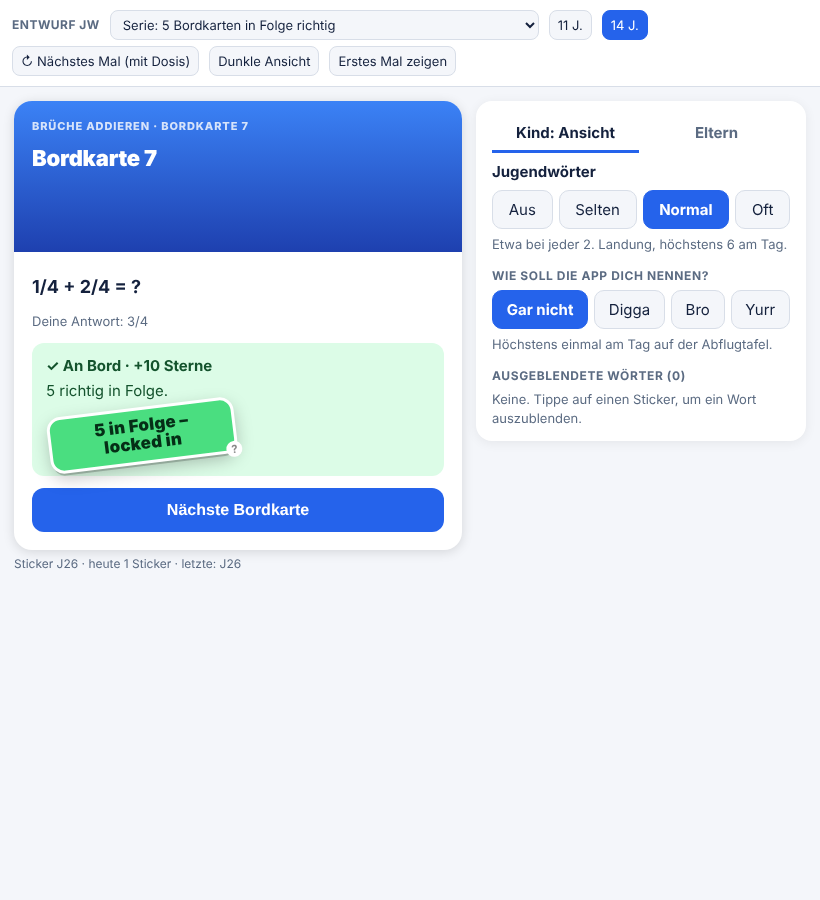 ENTWURF JW
Serie: 5 Bordkarten in Folge richtig
11 J.
14 J.
↻ Nächstes Mal (mit Dosis)
Dunkle Ansicht
Erstes Mal zeigen
BRÜCHE ADDIEREN · BORDKARTE 7
Bordkarte 7
1/4 + 2/4 = ?
Deine Antwort: 3/4
✓ An Bord · +10 Sterne
5 richtig in Folge.
5 in Folge –
locked in
?
Nächste Bordkarte
Sticker J26 · heute 1 Sticker · letzte: J26
Kind: Ansicht
Eltern
Jugendwörter
Aus
Selten
Normal
Oft
Etwa bei jeder 2. Landung, höchstens 6 am Tag.
WIE SOLL DIE APP DICH NENNEN?
Gar nicht
Digga
Bro
Yurr
Höchstens einmal am Tag auf der Abflugtafel.
AUSGEBLENDETE WÖRTER (0)
Keine. Tippe auf einen Sticker, um ein Wort
auszublenden.